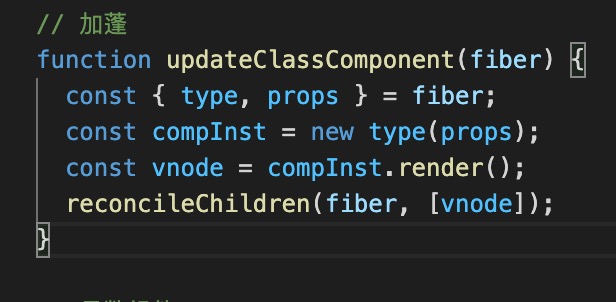 // 加蓬
function updateClassComponent(fiber) {
const { type, props } = fiber;
const compInst = new type(props);
const vnode = compInst.render();
reconcileChildren(fiber, [vnode]);
}